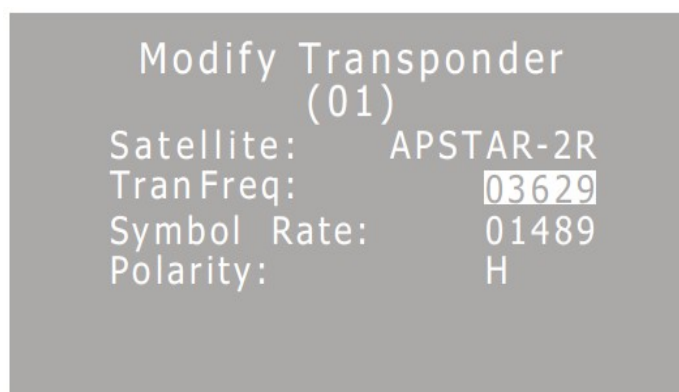 Modify Transponder
(01)
Satellite: APSTAR-2R
TranFreq: 03629
Symbol Rate: 01489
Polarity: H